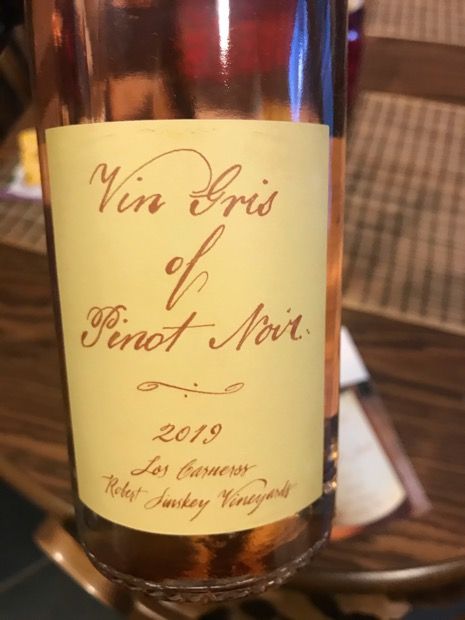 Vin Gris
of
Pinot Noir.
2019
Los Carneros
Robert Sinskey Vineyards